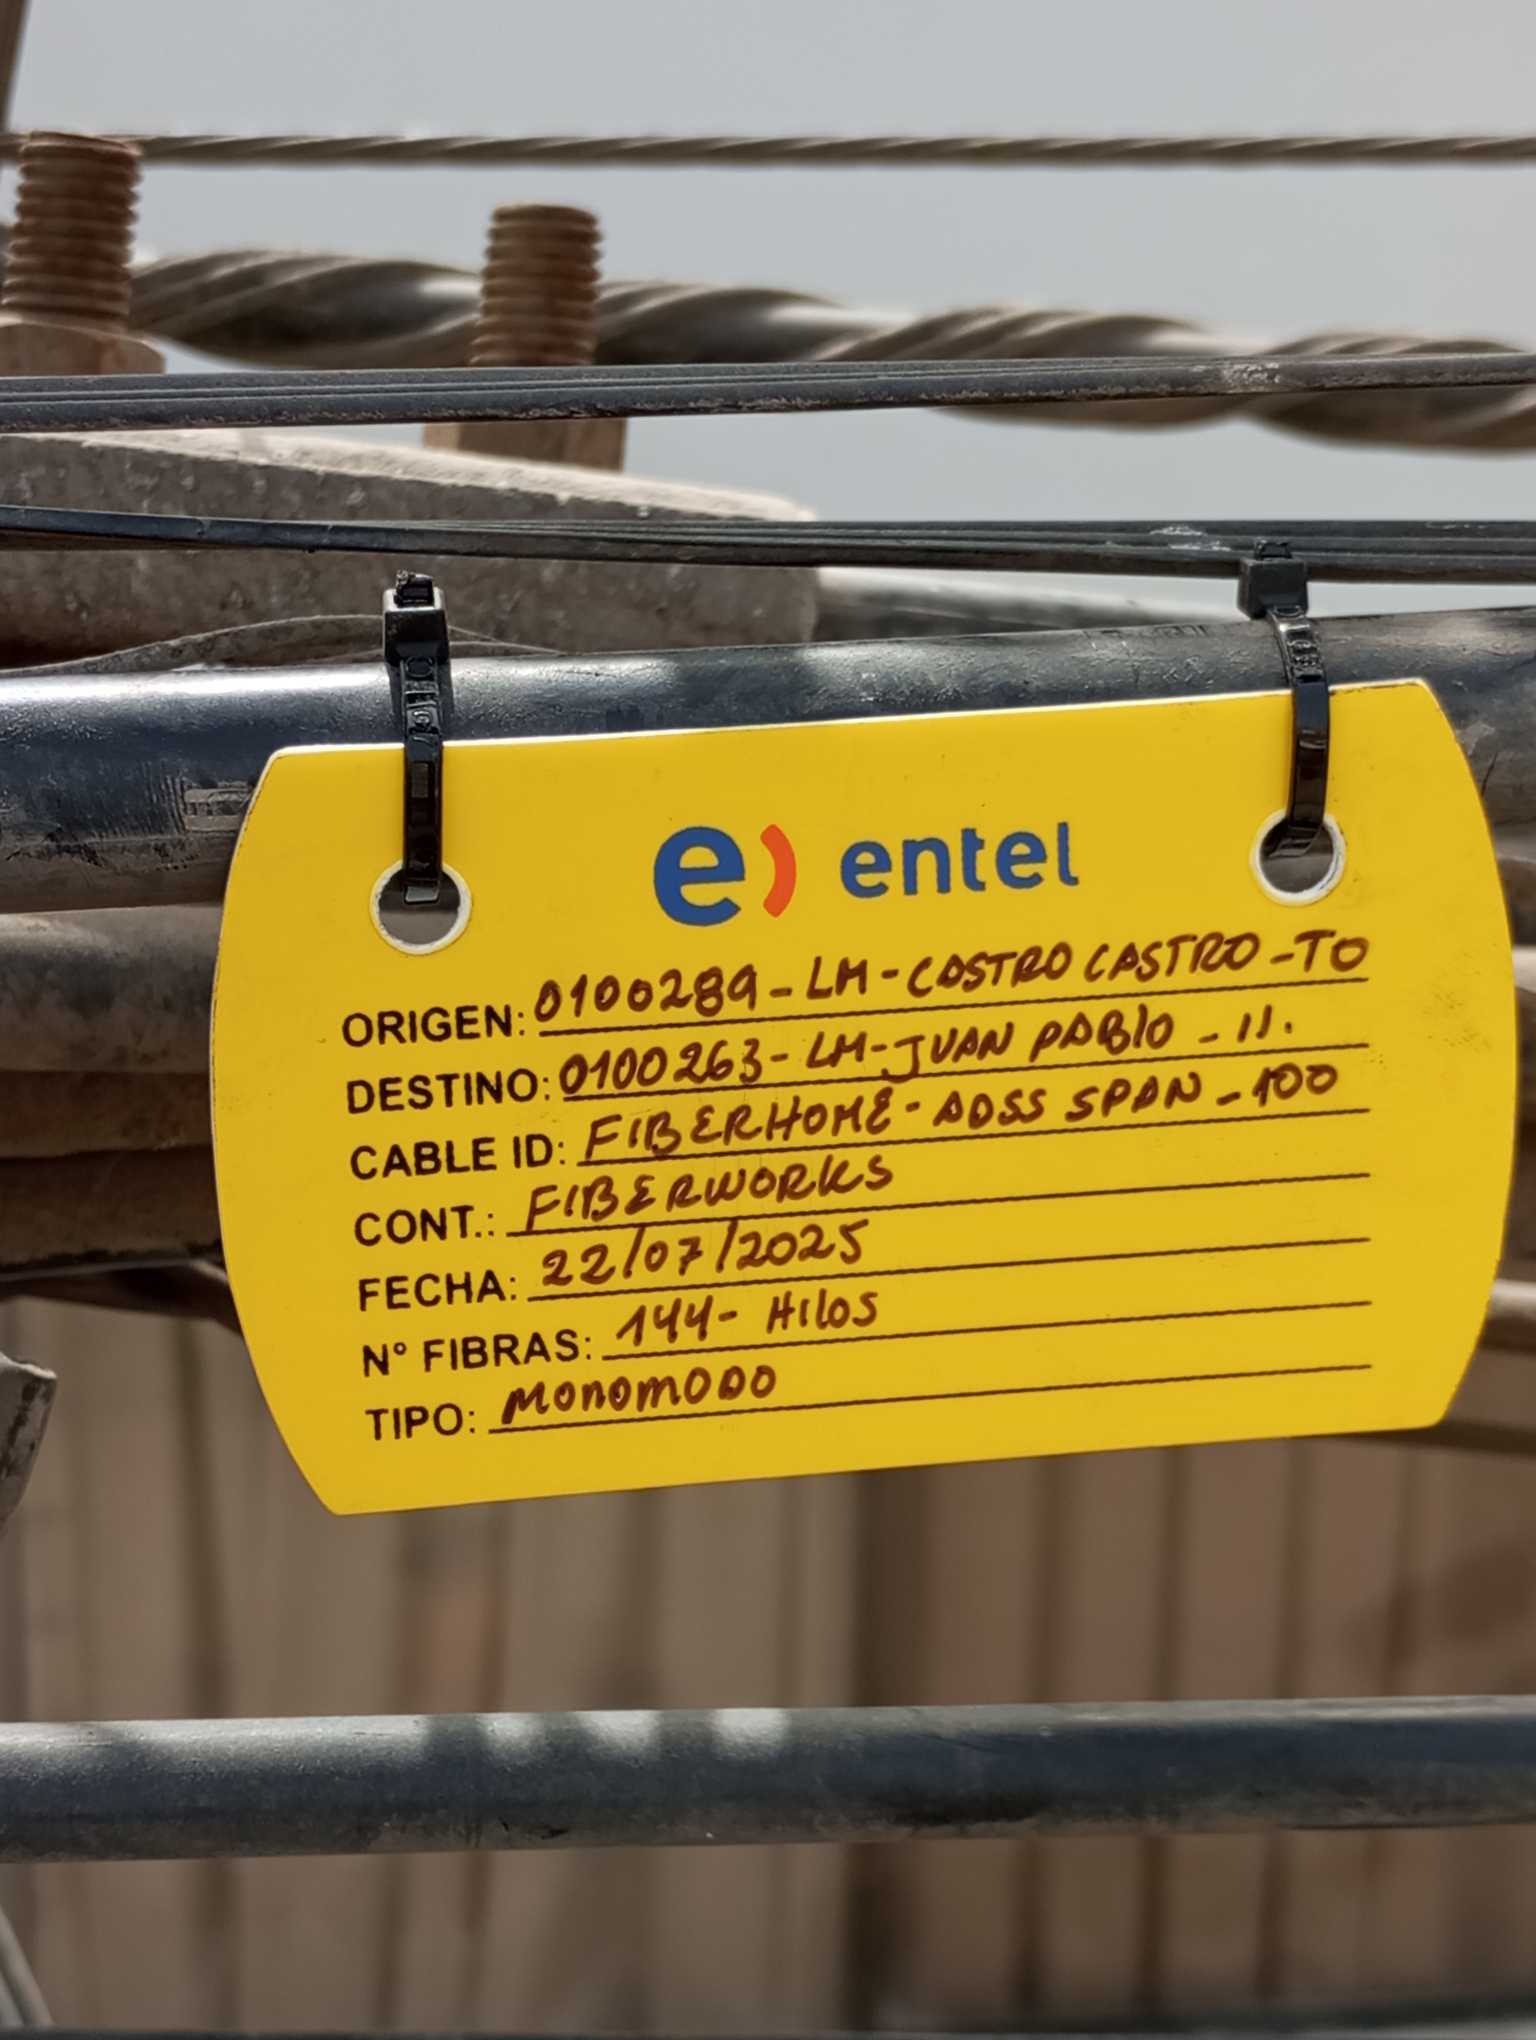 e) entel
ORIGEN: 0100289-LM-CASTRO CASTRO-TO
DESTINO: 0100263-LM-JUAN PABLO-II.
CABLE ID: FIBERHOME-ADSS SPAN-100
CONT.: FIBERWORKS
FECHA: 22/07/2025
N° FIBRAS: 144-HILOS
TIPO: MONOMODO